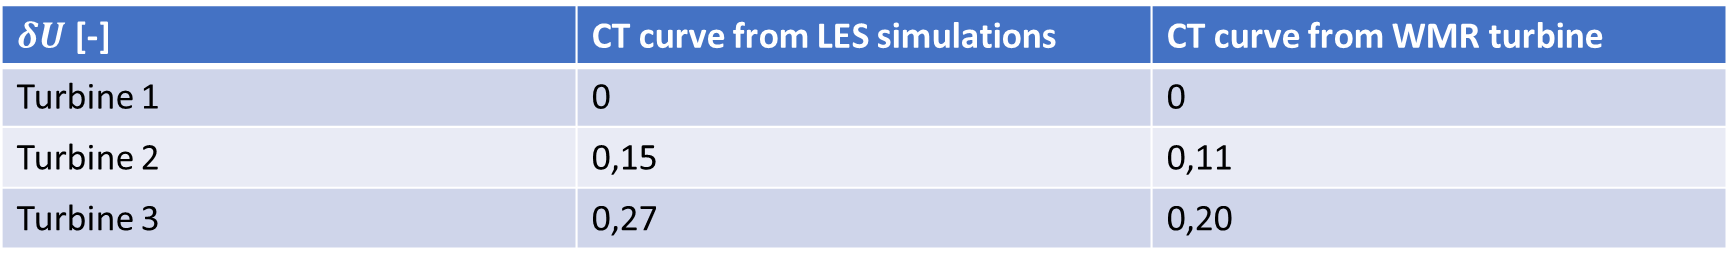 δU [-] CT curve from LES simulations CT curve from WMR turbine
Turbine 1 0 0
Turbine 2 0,15 0,11
Turbine 3 0,27 0,20